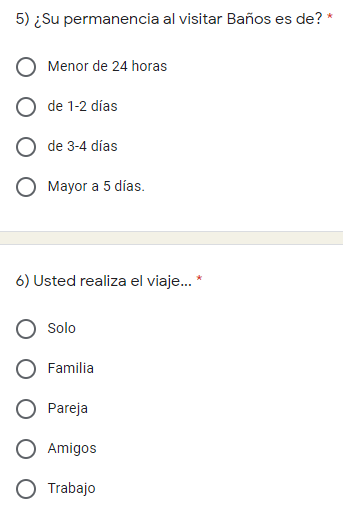 5) ¿Su permanencia al visitar Baños es de? *
Menor de 24 horas
de 1-2 días
de 3-4 días
Mayor a 5 días.
6) Usted realiza el viaje... *
Solo
Familia
Pareja
Amigos
Trabajo